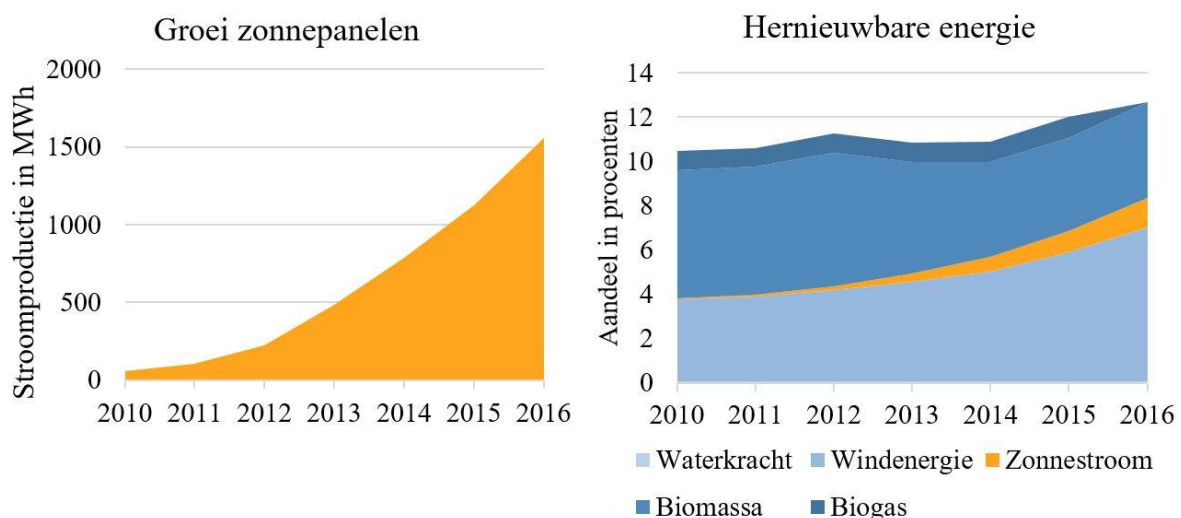 Groei zonnepanelen
Stroomproductie in MWh
2000
1500
1000
500
0
2010 2011 2012 2013 2014 2015 2016
Hernieuwbare energie
Aandeel in procenten
14
12
10
8
6
4
2
0
2010 2011 2012 2013 2014 2015 2016
Waterkracht Windenergie Zonnestroom
Biomassa Biogas